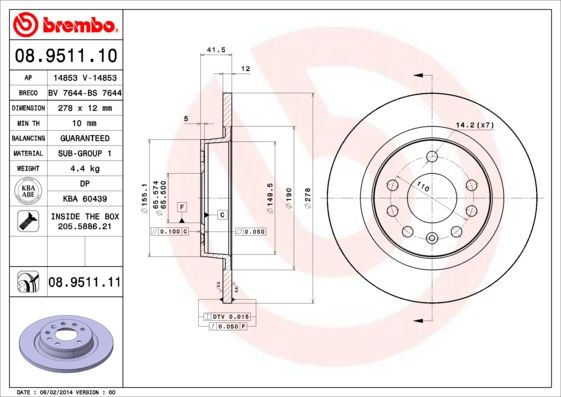 brembo
08.9511.10
AP 14853 V-14853
BRECO BV 7644-BS 7644
DIMENSION 278 x 12 mm
MIN TH 10 mm
BALANCING GUARANTEED
MATERIAL SUB-GROUP 1
WEIGHT 4.4 kg
KBA ABE DP
KBA 60439
INSIDE THE BOX
205.5886.21
08.9511.11
DATE : 06/02/2014 VERSION : 00
41.5
12
5
Ø 155.1
Ø 65.574
Ø 65.500
F
C
0.100 C
0.050
Ø 149.5
Ø 190
Ø 278
DTV 0.015
0.050 F
14.2 (x7)
110